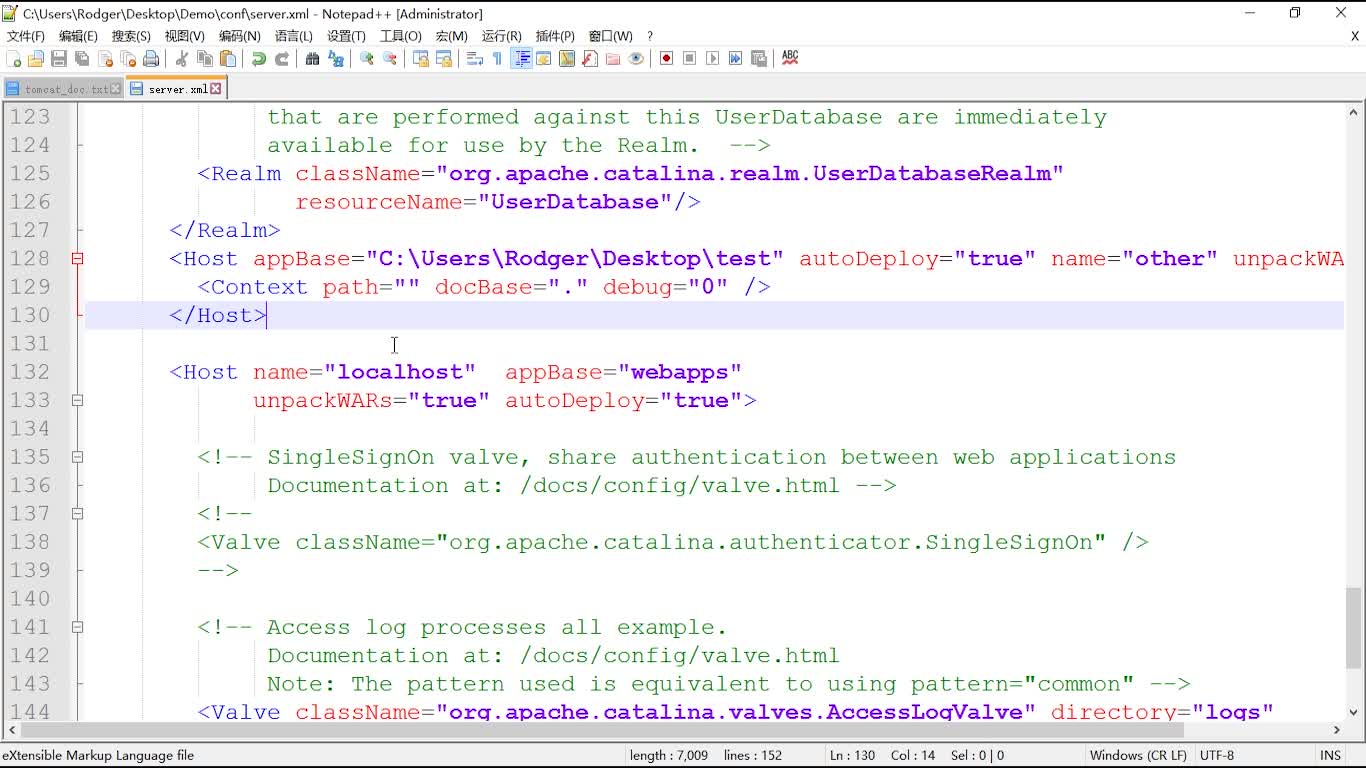 C:\Users\Rodger\Desktop\Demo\conf\server.xml - Notepad++ [Administrator]
文件(F) 编辑(E) 搜索(S) 视图(V) 编码(N) 语言(L) 设置(T) 工具(O) 宏(M) 运行(R) 插件(P) 窗口(W) ? X
tomcat_doc.txt server.xml
123 that are performed against this UserDatabase are immediately
124 available for use by the Realm. -->
125 <Realm className="org.apache.catalina.realm.UserDatabaseRealm"
126 resourceName="UserDatabase"/>
127 </Realm>
128 <Host appBase="C:\Users\Rodger\Desktop\test" autoDeploy="true" name="other" unpackWA
129 <Context path="" docBase="." debug="0" />
130 </Host>
131
132 <Host name="localhost" appBase="webapps"
133 unpackWARs="true" autoDeploy="true">
134
135 <!-- SingleSignOn valve, share authentication between web applications
136 Documentation at: /docs/config/valve.html -->
137 <!--
138 <Valve className="org.apache.catalina.authenticator.SingleSignOn" />
139 -->
140
141 <!-- Access log processes all example.
142 Documentation at: /docs/config/valve.html
143 Note: The pattern used is equivalent to using pattern="common" -->
144 <Valve className="org.apache.catalina.valves.AccessLogValve" directory="logs"
eXtensible Markup Language file length : 7,009 lines : 152 Ln : 130 Col : 14 Sel : 0 | 0 Windows (CR LF) UTF-8 INS